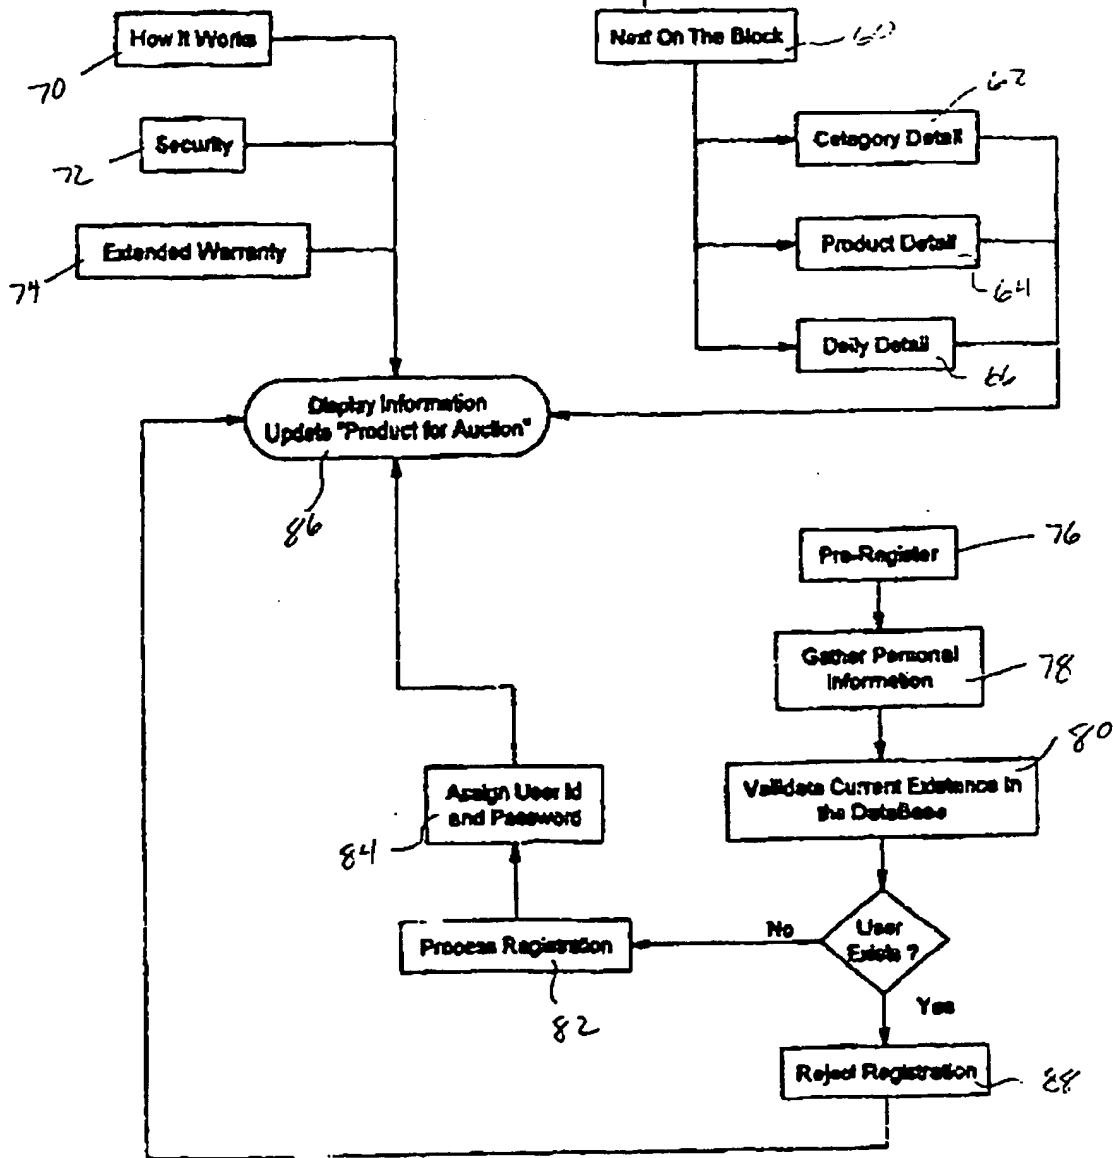 How It Works
70
Security
72
Extended Warranty
74
Next On The Block
60
62
Category Detail
Product Detail
64
Daily Detail
66
Display Information
Update "Product for Auction"
86
Pre-Register
76
Gather Personal
Information
78
80
Validate Current Existence in
the DataBase
Assign User Id
and Password
84
No
User
Exists ?
Process Registration
82
Yes
Reject Registration
88